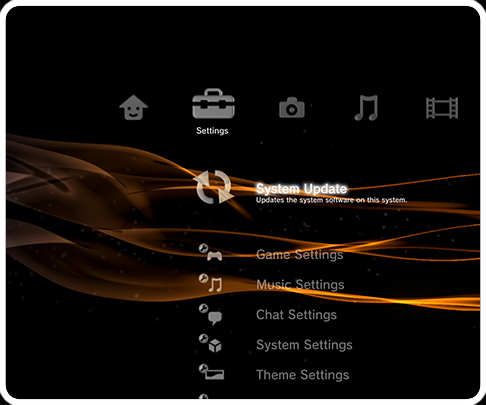 Settings
System Update
Updates the system software on this system.
Game Settings
Music Settings
Chat Settings
System Settings
Theme Settings